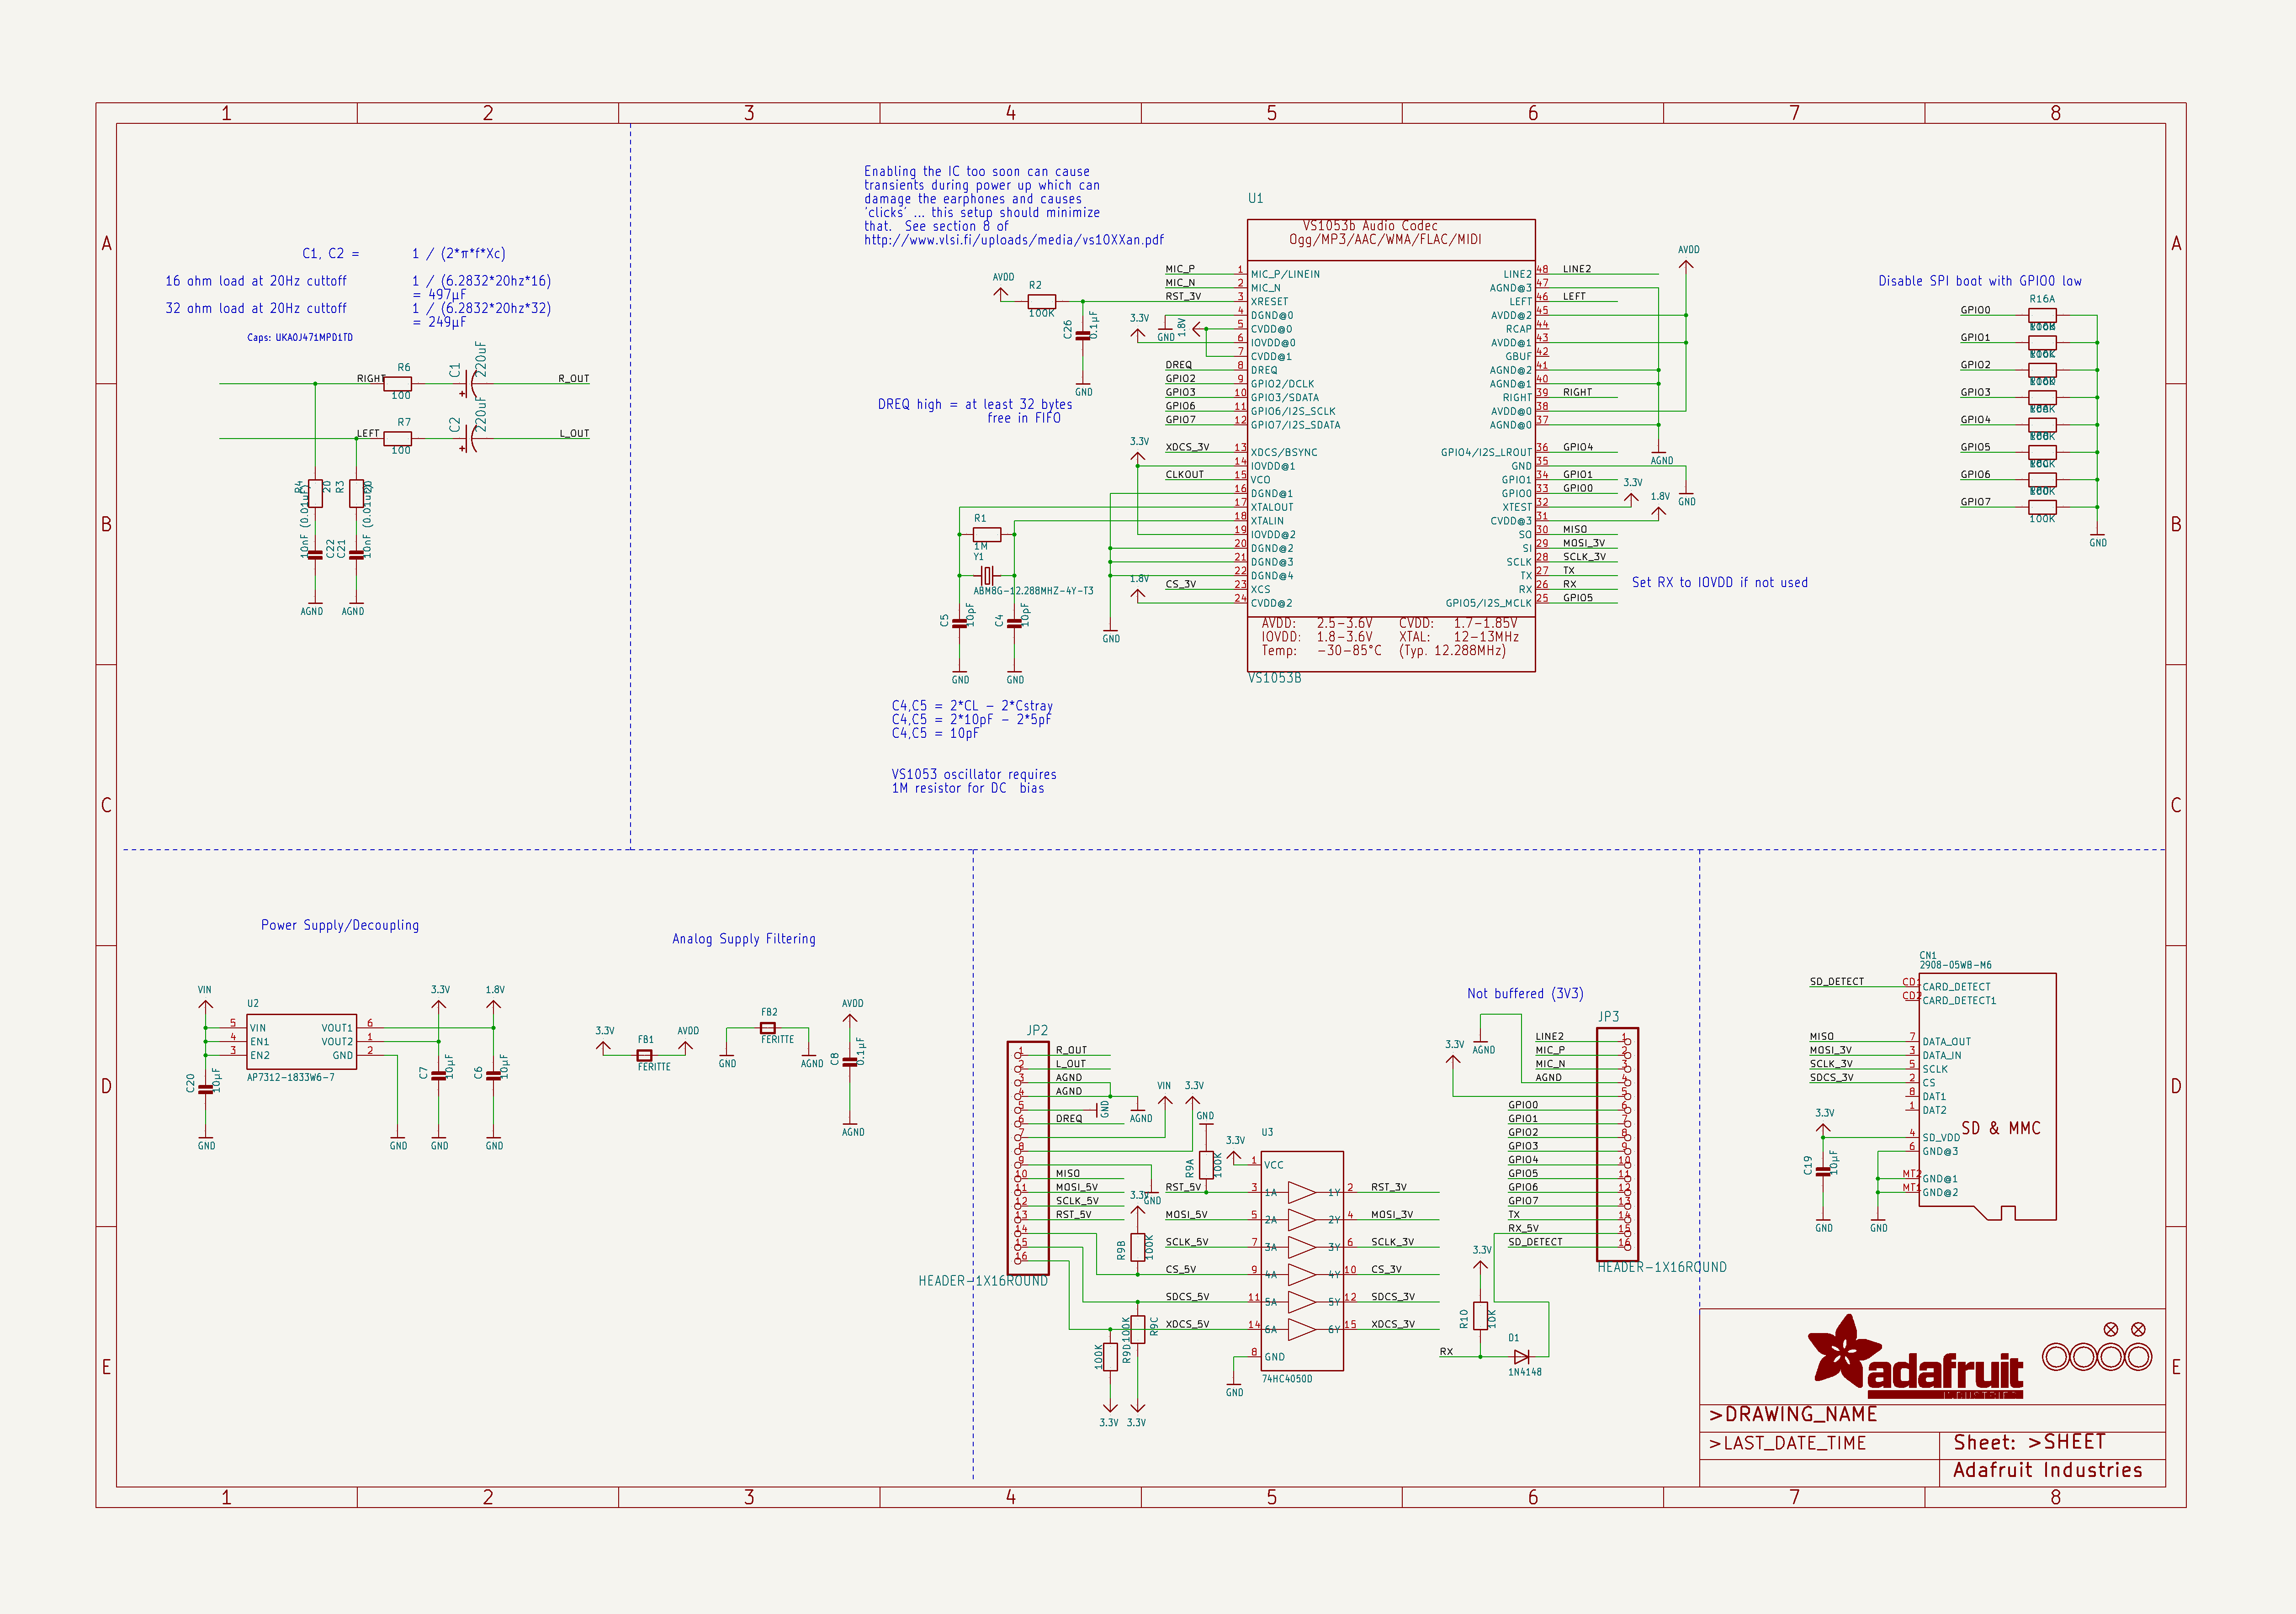 1 2 3 4 5 6 7 8
A
B
C
D
E
C1, C2 = 1 / (2*π*f*Xc)
16 ohm load at 20Hz cuttoff 1 / (6.2832*20hz*16)
= 497µF
32 ohm load at 20Hz cuttoff 1 / (6.2832*20hz*32)
= 249µF
Caps: UKA0J471MPD1TD
RIGHT
R6
100
C1
220uF
R_OUT
LEFT
R7
100
C2
220uF
L_OUT
R4
20
R3
10nF (0.01uF)
C22
C21
10nF (0.01uF)
AGND
AGND
Enabling the IC too soon can cause
transients during power up which can
damage the earphones and causes
'clicks' ... this setup should minimize
that. See section 8 of
http://www.vlsi.fi/uploads/media/vs10XXan.pdf
AVDD
R2
100K
C26
0.1µF
GND
DREQ high = at least 32 bytes
free in FIFO
R1
1M
Y1
ABM8G-12.288MHZ-4Y-T3
C5
10pF
C4
10pF
GND
GND
C4,C5 = 2*CL - 2*Cstray
C4,C5 = 2*10pF - 2*5pF
C4,C5 = 10pF
VS1053 oscillator requires
1M resistor for DC bias
U1
VS1053b Audio Codec
Ogg/MP3/AAC/WMA/FLAC/MIDI
MIC_P 1 MIC_P/LINEIN
MIC_N 2 MIC_N
RST_3V 3 XRESET
4 DGND@0
5 CVDD@0
6 IOVDD@0
7 CVDD@1
DREQ 8 DREQ
GPIO2 9 GPIO2/DCLK
GPIO3 10 GPIO3/SDATA
GPIO6 11 GPIO6/I2S_SCLK
GPIO7 12 GPIO7/I2S_SDATA
XDCS_3V 13 XDCS/BSYNC
14 IOVDD@1
CLKOUT 15 VCO
16 DGND@1
17 XTALOUT
18 XTALIN
19 IOVDD@2
20 DGND@2
21 DGND@3
22 DGND@4
CS_3V 23 XCS
24 CVDD@2
3.3V
GND
1.8V
3.3V
1.8V
GND
LINE2 48 LINE2
AGND@3 47
LEFT 46 LEFT
AVDD@2 45
RCAP 44
AVDD@1 43
GBUF 42
AGND@2 41
AGND@1 40
RIGHT 39 RIGHT
AVDD@0 38
AGND@0 37
GPIO4/I2S_LROUT 36 GPIO4
GND 35
GPIO1 34 GPIO1
GPIO0 33 GPIO0
XTEST 32
CVDD@3 31
SO 30 MISO
SI 29 MOSI_3V
SCLK 28 SCLK_3V
TX 27 TX
RX 26 RX
GPIO5/I2S_MCLK 25 GPIO5
AVDD
AGND
3.3V
1.8V
GND
Set RX to IOVDD if not used
AVDD: 2.5-3.6V CVDD: 1.7-1.85V
IOVDD: 1.8-3.6V XTAL: 12-13MHz
Temp: -30-85°C (Typ. 12.288MHz)
VS1053B
Disable SPI boot with GPIO0 low
R16A
GPIO0
GPIO1
GPIO2
GPIO3
GPIO4
GPIO5
GPIO6
GPIO7
100K
GND
Power Supply/Decoupling
VIN
U2
5 VIN VOUT1 6
4 EN1 VOUT2 1
3 EN2 GND 2
AP7312-1833W6-7
C20
10µF
GND
GND
3.3V
C7
10µF
GND
1.8V
C6
10µF
GND
Analog Supply Filtering
3.3V
FB1
FERITTE
AVDD
FB2
FERITTE
GND
AGND
AVDD
C8
0.1µF
AGND
JP2
1 R_OUT
2 L_OUT
3 AGND
4 AGND
5 GND
6 DREQ
7
8
9
10 MISO
11 MOSI_5V
12 SCLK_5V
13 RST_5V
14
15
16
HEADER-1X16ROUND
AGND
VIN
3.3V
GND
R9A
100K
3.3V
GND
3.3V
R9B
100K
100K
R9D
100K
R9C
3.3V
3.3V
U3
1 VCC
RST_5V 3 1A 1Y 2 RST_3V
MOSI_5V 5 2A 2Y 4 MOSI_3V
SCLK_5V 7 3A 3Y 6 SCLK_3V
CS_5V 9 4A 4Y 10 CS_3V
SDCS_5V 11 5A 5Y 12 SDCS_3V
XDCS_5V 14 6A 6Y 15 XDCS_3V
8 GND
GND
74HC4050D
Not buffered (3V3)
JP3
AGND
3.3V
LINE2 1
MIC_P 2
MIC_N 3
AGND 4
5
GPIO0 6
GPIO1 7
GPIO2 8
GPIO3 9
GPIO4 10
GPIO5 11
GPIO6 12
GPIO7 13
TX 14
RX_5V 15
SD_DETECT 16
HEADER-1X16ROUND
3.3V
R10
10K
RX
D1
1N4148
CN1
2908-05WB-M6
SD_DETECT CD1 CARD_DETECT
CD2 CARD_DETECT1
MISO 7 DATA_OUT
MOSI_3V 3 DATA_IN
SCLK_3V 5 SCLK
SDCS_3V 2 CS
8 DAT1
1 DAT2
4 SD_VDD
6 GND@3
MT2 GND@1
MT1 GND@2
SD & MMC
3.3V
C19
10µF
GND
GND
adafruit
INDUSTRIES
>DRAWING_NAME
>LAST_DATE_TIME
Sheet: >SHEET
Adafruit Industries
A
B
C
D
E
1 2 3 4 5 6 7 8